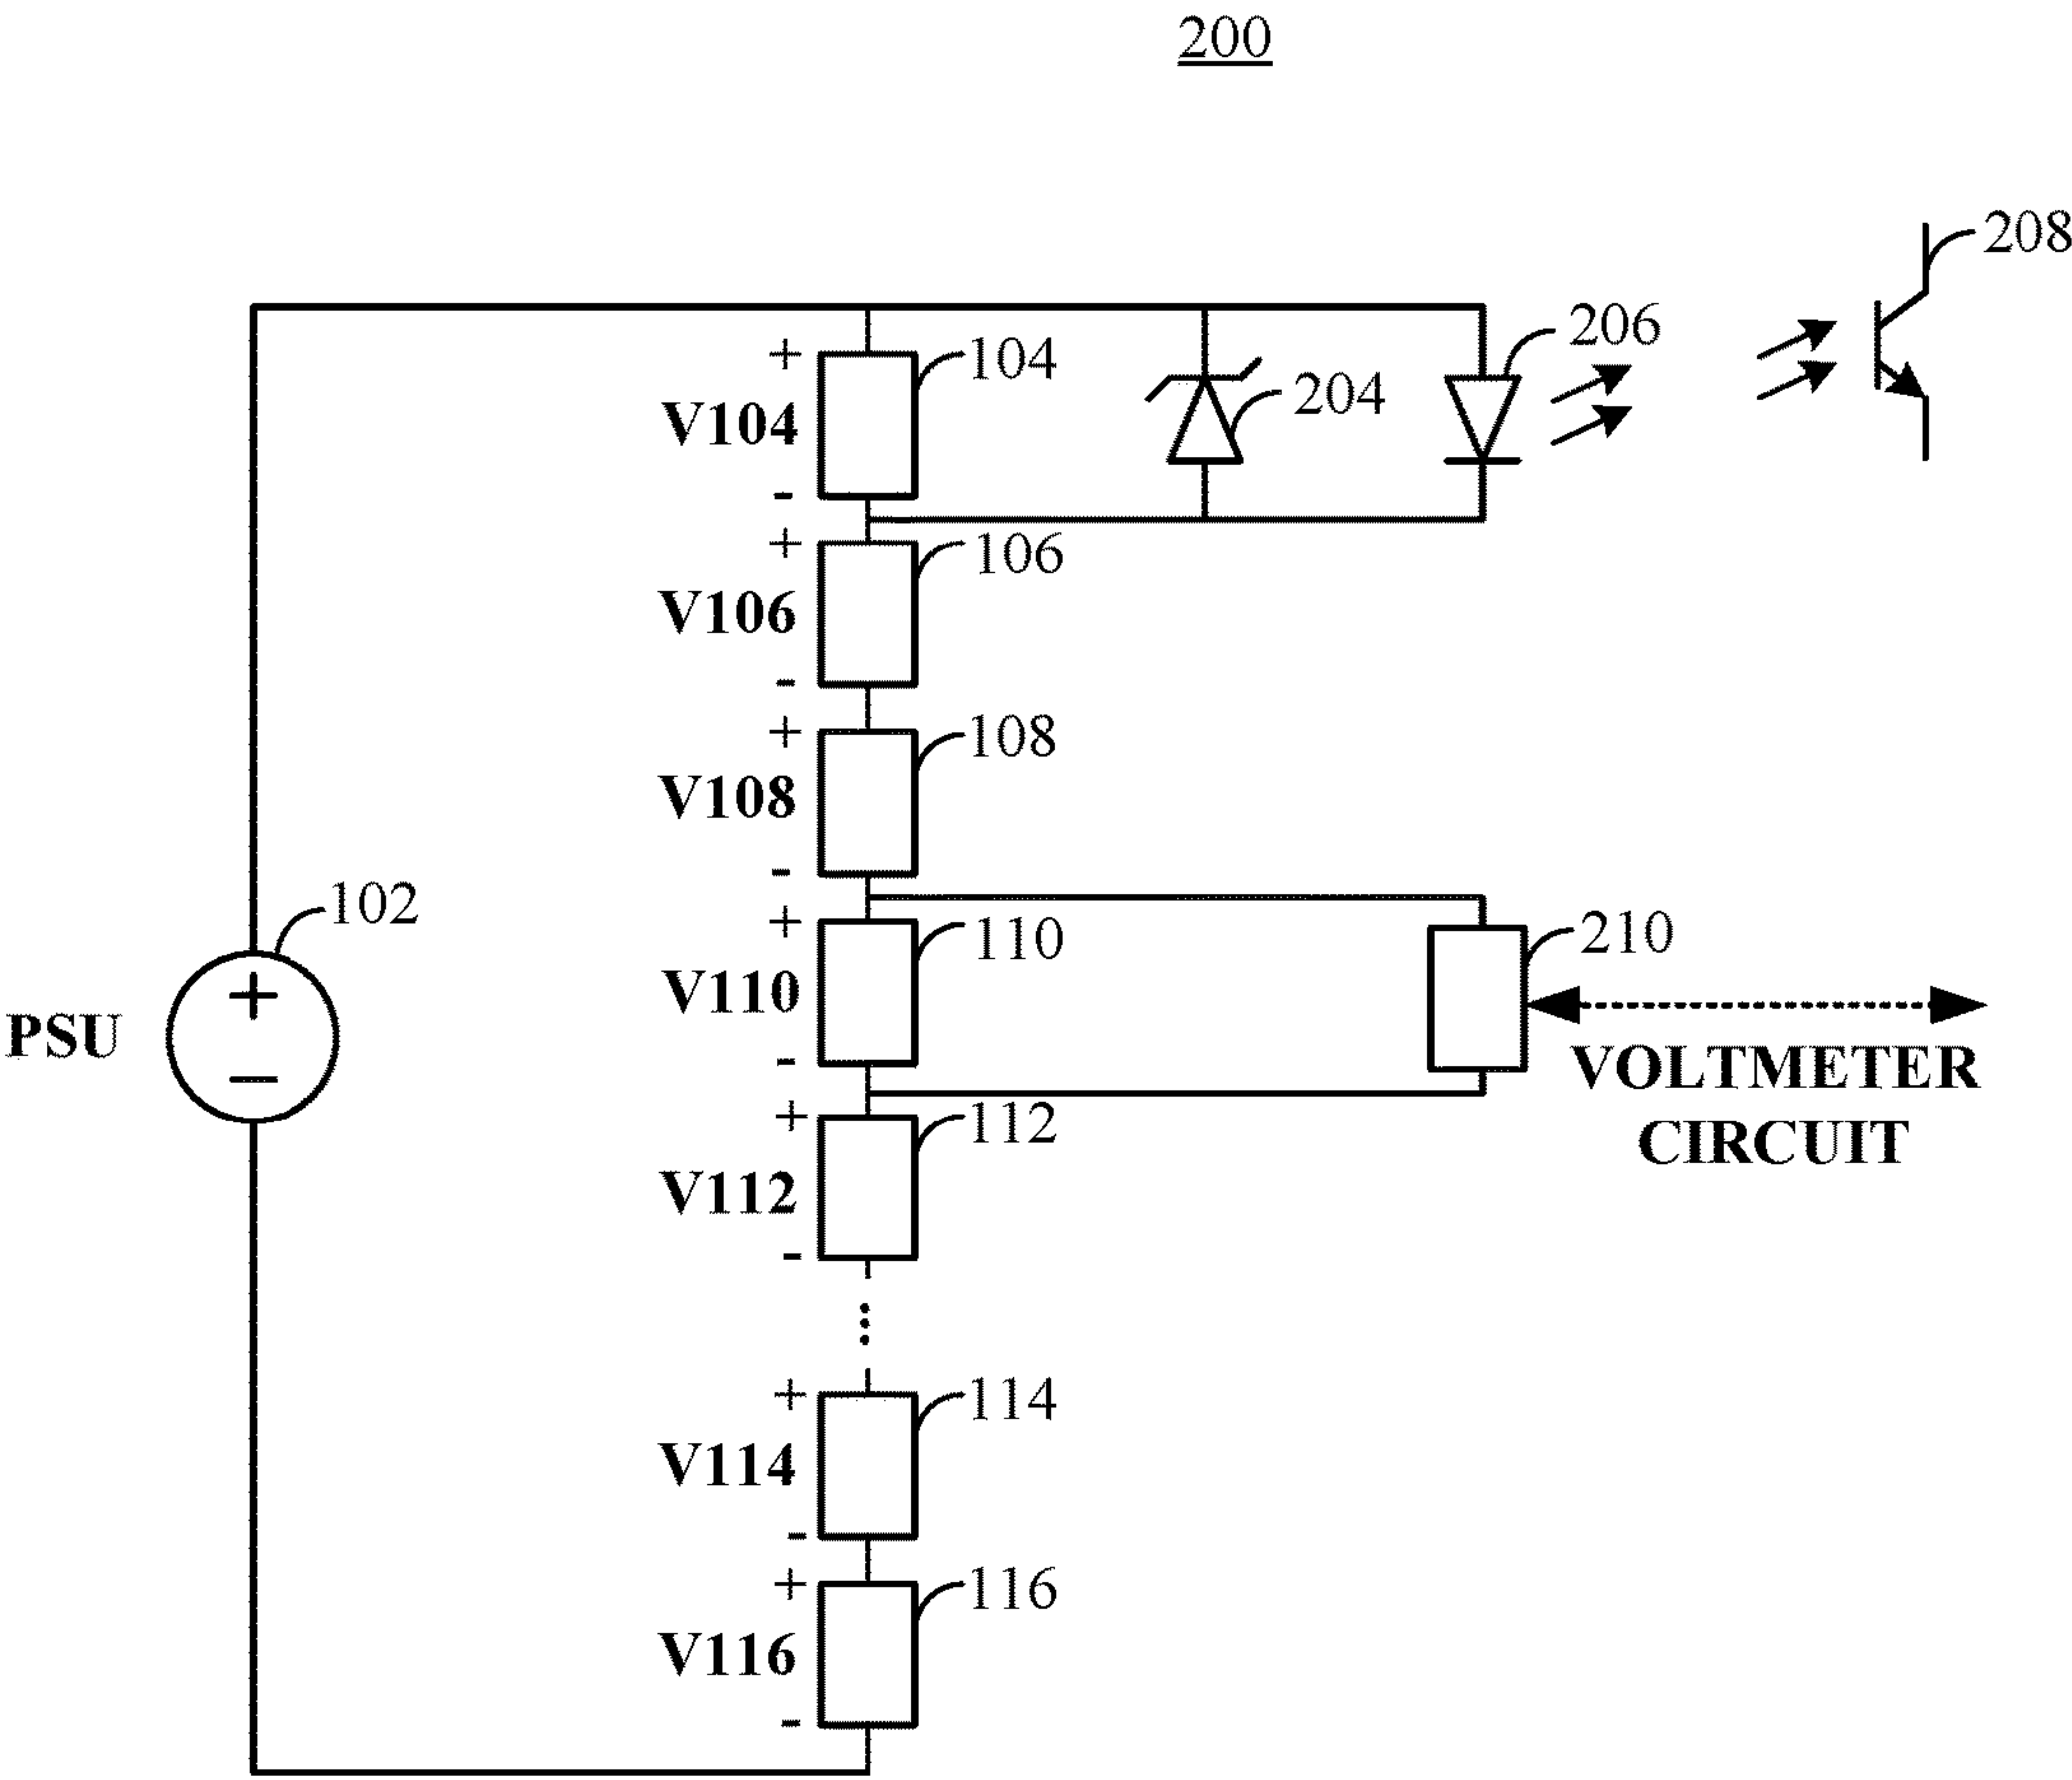 200
208
206
+
104
204
V104
-
+
106
V106
-
+
108
V108
-
102
+
110
210
V110
+
-
PSU
-
VOLTMETER
CIRCUIT
+
112
V112
-
+
114
V114
-
+
116
V116
-